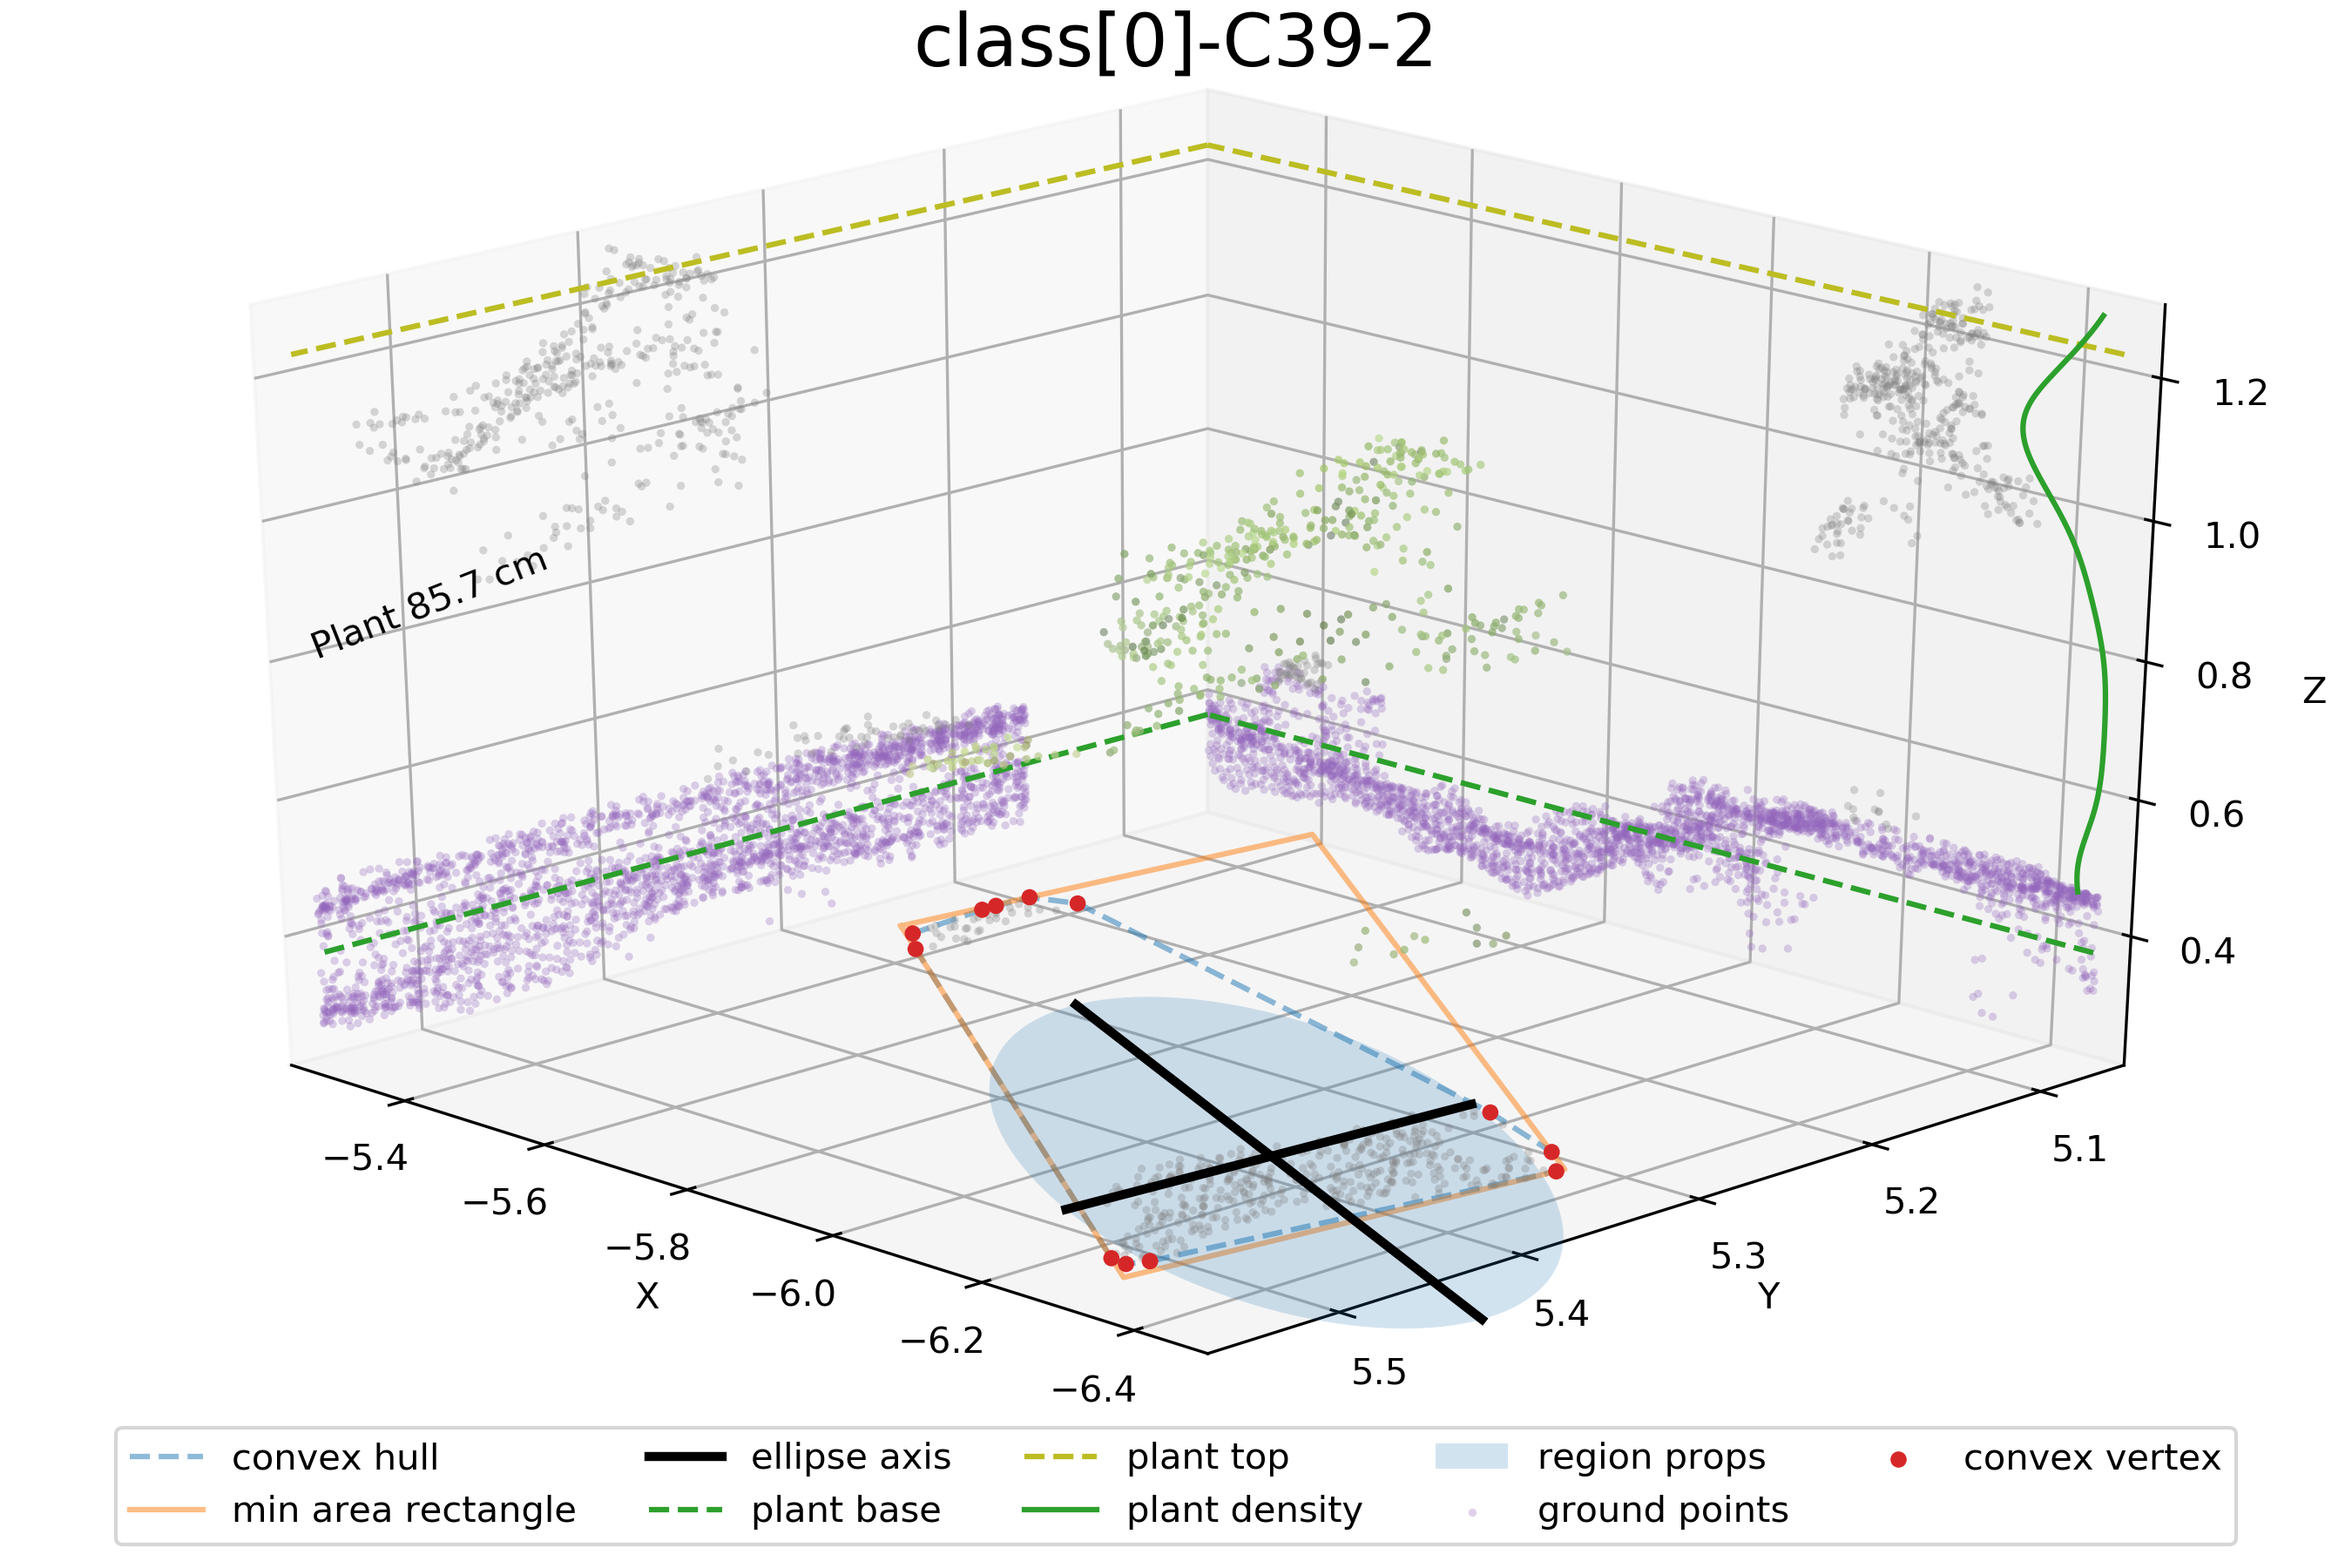 class[0]-C39-2
Plant 85.7 cm
1.2
1.0
0.8
0.6
0.4
Z
−5.4
−5.6
−5.8
−6.0
−6.2
−6.4
X
5.1
5.2
5.3
5.4
5.5
Y
convex hull
min area rectangle
ellipse axis
plant base
plant top
plant density
region props
ground points
convex vertex